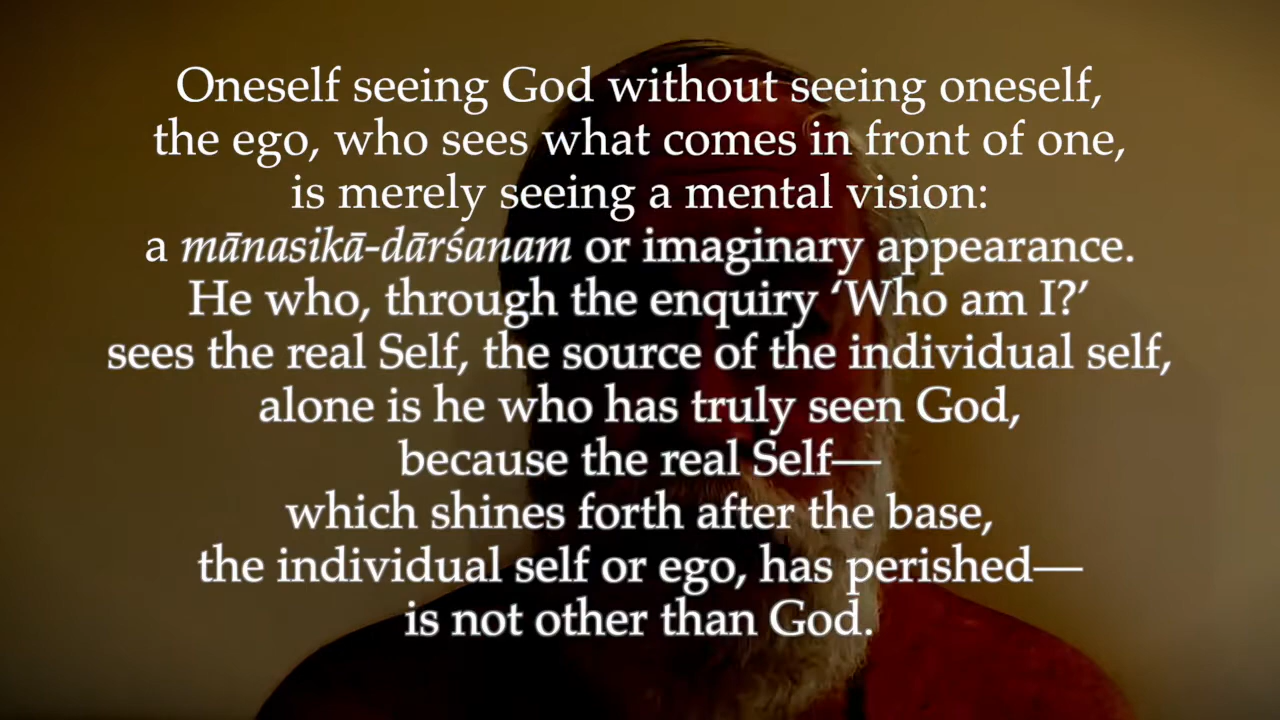 Oneself seeing God without seeing oneself,
the ego, who sees what comes in front of one,
is merely seeing a mental vision:
a mānasikā-dārśanam or imaginary appearance.
He who, through the enquiry ‘Who am I?’
sees the real Self, the source of the individual self,
alone is he who has truly seen God,
because the real Self—
which shines forth after the base,
the individual self or ego, has perished—
is not other than God.